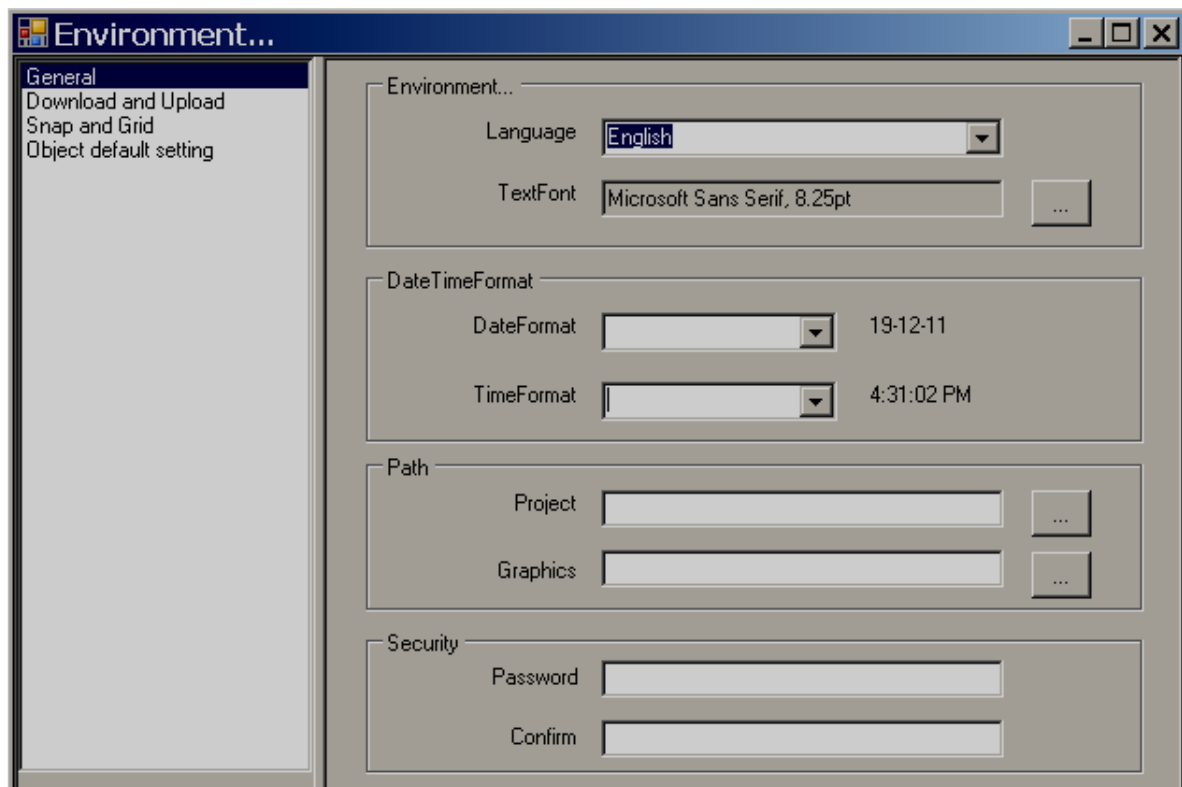 Environment...
General
Download and Upload
Snap and Grid
Object default setting
Environment...
Language English
TextFont Microsoft Sans Serif, 8.25pt ...
DateTimeFormat
DateFormat 19-12-11
TimeFormat 4:31:02 PM
Path
Project ...
Graphics ...
Security
Password
Confirm